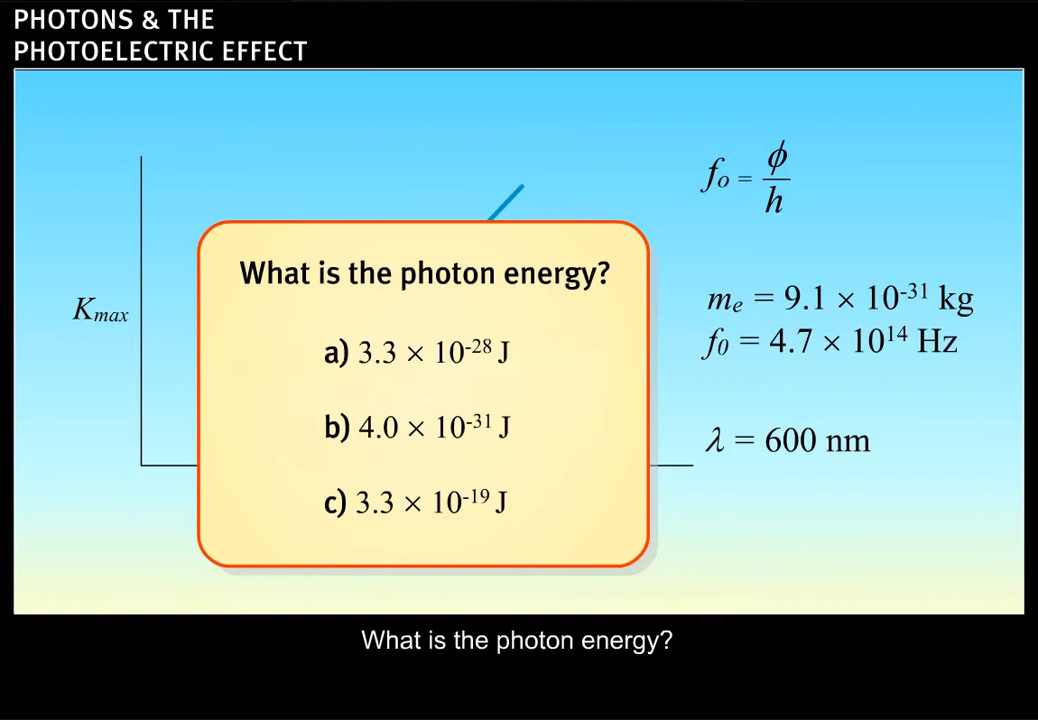 PHOTONS & THE
PHOTOELECTRIC EFFECT
f₀ = ϕ/h
What is the photon energy?
mₑ = 9.1 × 10⁻³¹ kg
Kₘₐₓ
f₀ = 4.7 × 10¹⁴ Hz
a) 3.3 × 10⁻²⁸ J
b) 4.0 × 10⁻³¹ J
λ = 600 nm
c) 3.3 × 10⁻¹⁹ J
What is the photon energy?